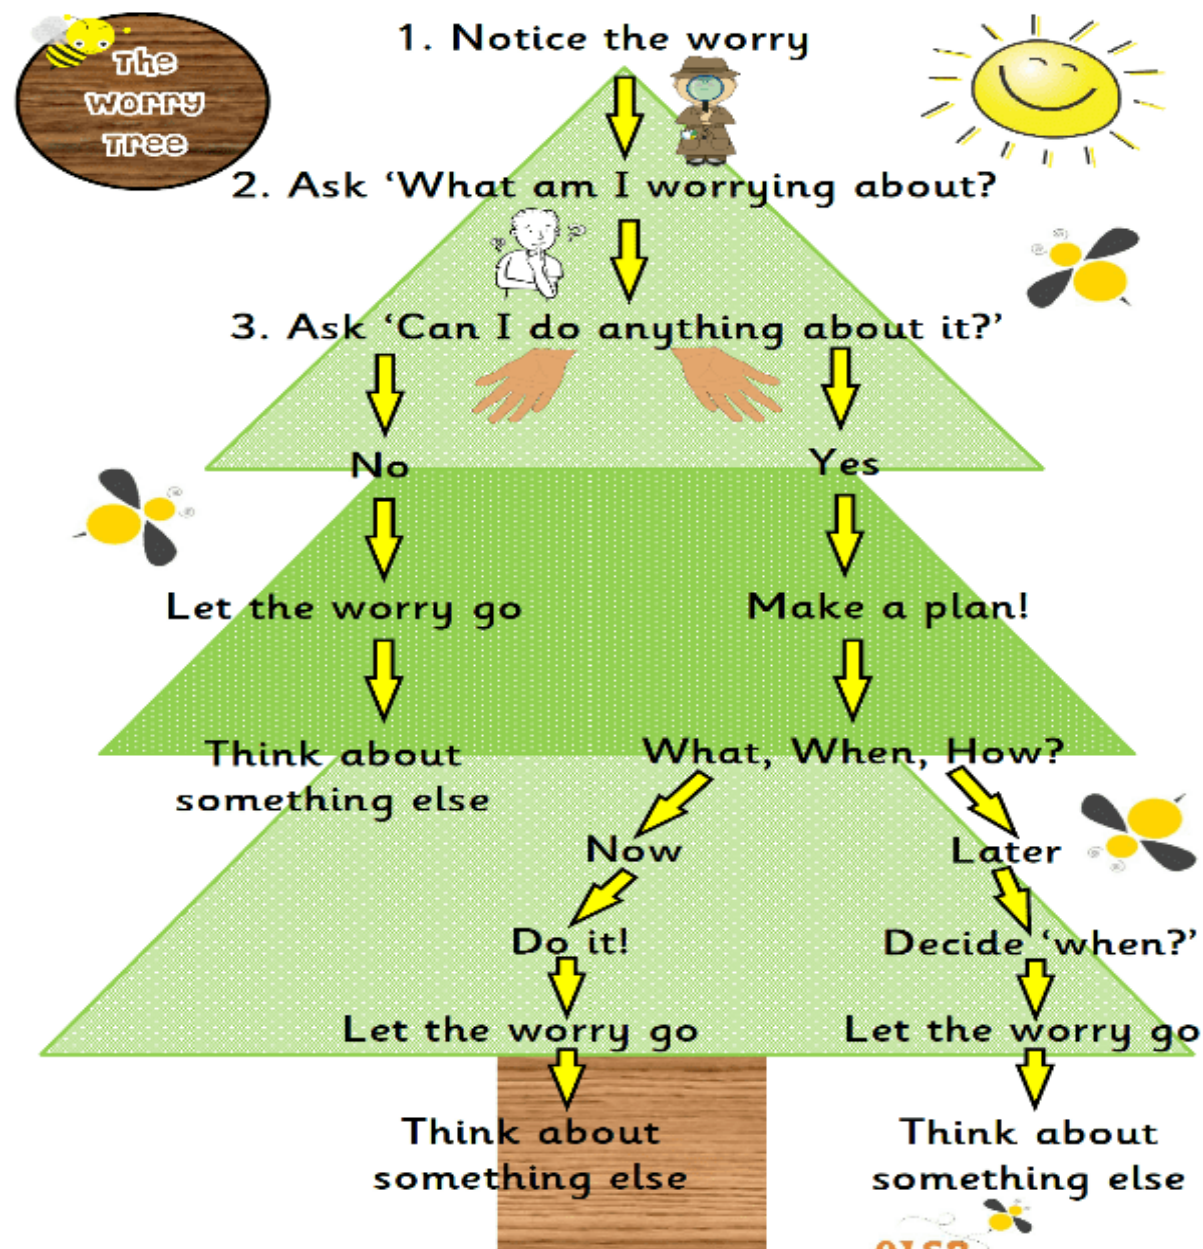 The
Worry
Tree
1. Notice the worry
2. Ask ‘What am I worrying about?
3. Ask ‘Can I do anything about it?’
No
Yes
Let the worry go
Make a plan!
Think about
something else
What, When, How?
Now
Later
Do it!
Decide ‘when?’
Let the worry go
Let the worry go
Think about
something else
Think about
something else